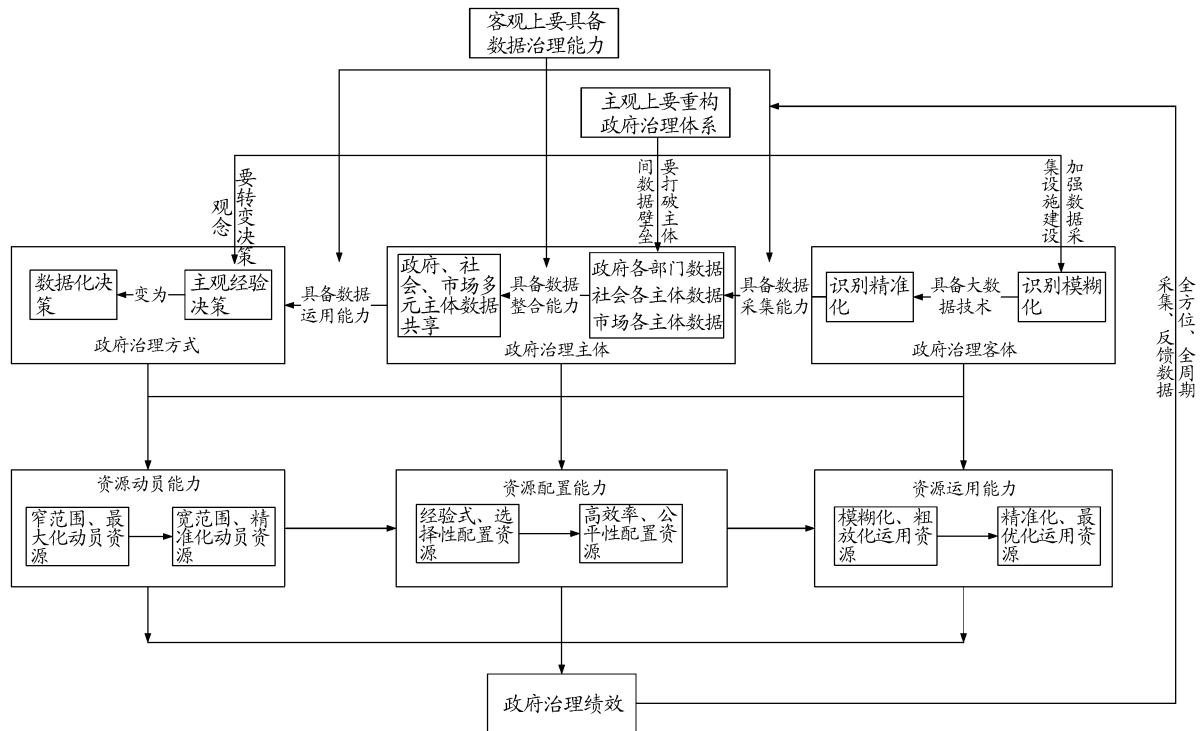 客观上要具备
数据治理能力
主观上要重构
政府治理体系
要转变决策
观念
要打破主体
间数据壁垒
加强数据采
集设施建设
数据化决
策
变为
主观经验
决策
政府治理方式
具备数据
运用能力
政府、社
会、市场多
元主体数据
共享
具备数据
整合能力
政府各部门数据
社会各主体数据
市场各主体数据
政府治理主体
具备数据
采集能力
识别精准
化
具备大数
据技术
识别模糊
化
政府治理客体
全方位、全周期
采集、反馈数据
资源动员能力
窄范围、最
大化动员资
源
宽范围、精
准化动员资
源
资源配置能力
经验式、选
择性配置资
源
高效率、公
平性配置资
源
资源运用能力
模糊化、粗
放化运用资
源
精准化、最
优化运用资
源
政府治理绩效